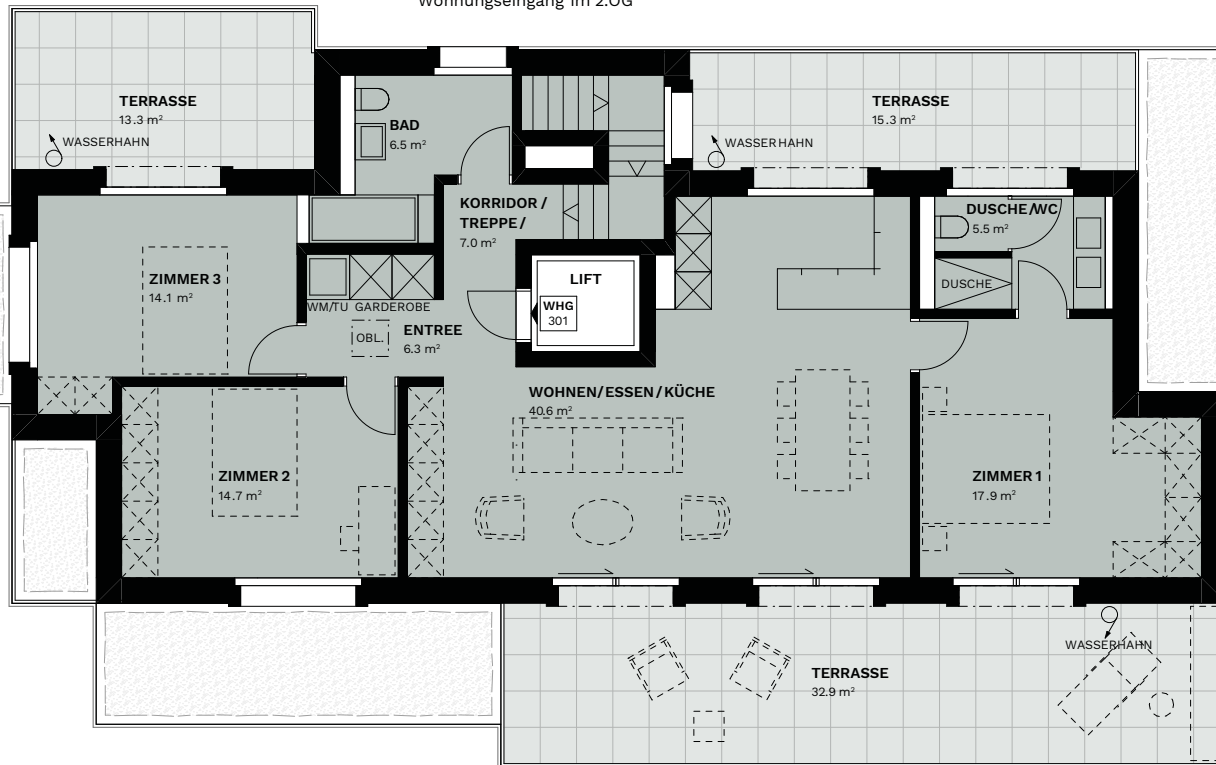 Wohnungseingang im 2.OG
TERRASSE
13.3 m²
WASSERHAHN
BAD
6.5 m²
TERRASSE
15.3 m²
WASSERHAHN
KORRIDOR /
TREPPE /
7.0 m²
DUSCHE/WC
5.5 m²
DUSCHE
ZIMMER 3
14.1 m²
WM/TU GARDEROBE
OBL.
ENTREE
6.3 m²
LIFT
WHG
301
WOHNEN/ESSEN/KÜCHE
40.6 m²
ZIMMER 2
14.7 m²
ZIMMER 1
17.9 m²
WASSERHAHN
TERRASSE
32.9 m²